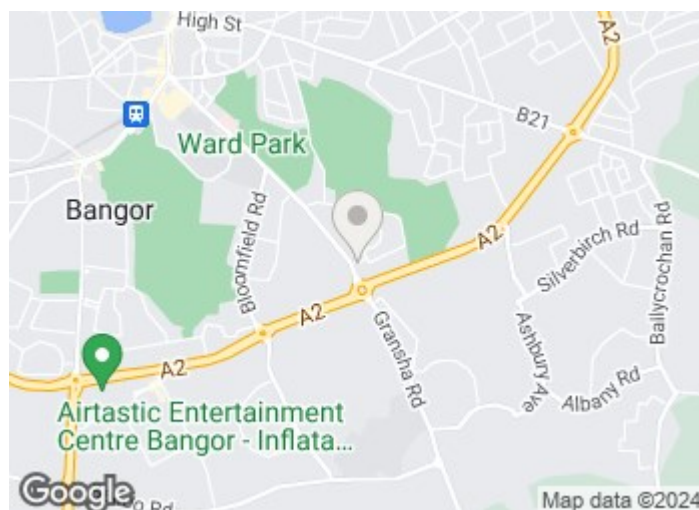 High St
A2
B21
Ward Park
Bangor
Bloomfield Rd
A2
Silverbirch Rd
Ballycrochan Rd
A2
Gransha Rd
Ashbury Ave
A2
Albany Rd
Airtastic Entertainment
Centre Bangor - Inflata...
Google
Rd
Map data ©2024